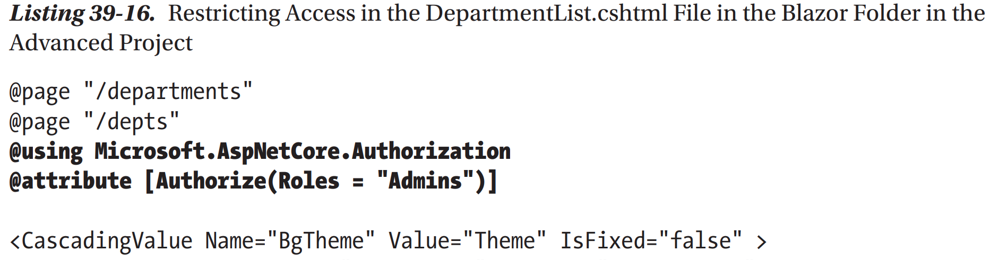 Listing 39-16. Restricting Access in the DepartmentList.cshtml File in the Blazor Folder in the
Advanced Project
@page "/departments"
@page "/depts"
@using Microsoft.AspNetCore.Authorization
@attribute [Authorize(Roles = "Admins")]
<CascadingValue Name="BgTheme" Value="Theme" IsFixed="false" >